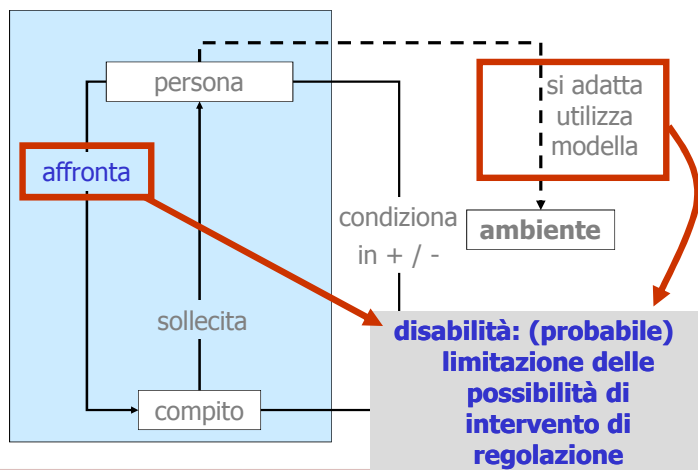 persona
si adatta
utilizza
modella
affronta
condiziona
in + / -
ambiente
sollecita
disabilità: (probabile)
limitazione delle
possibilità di
intervento di
regolazione
compito